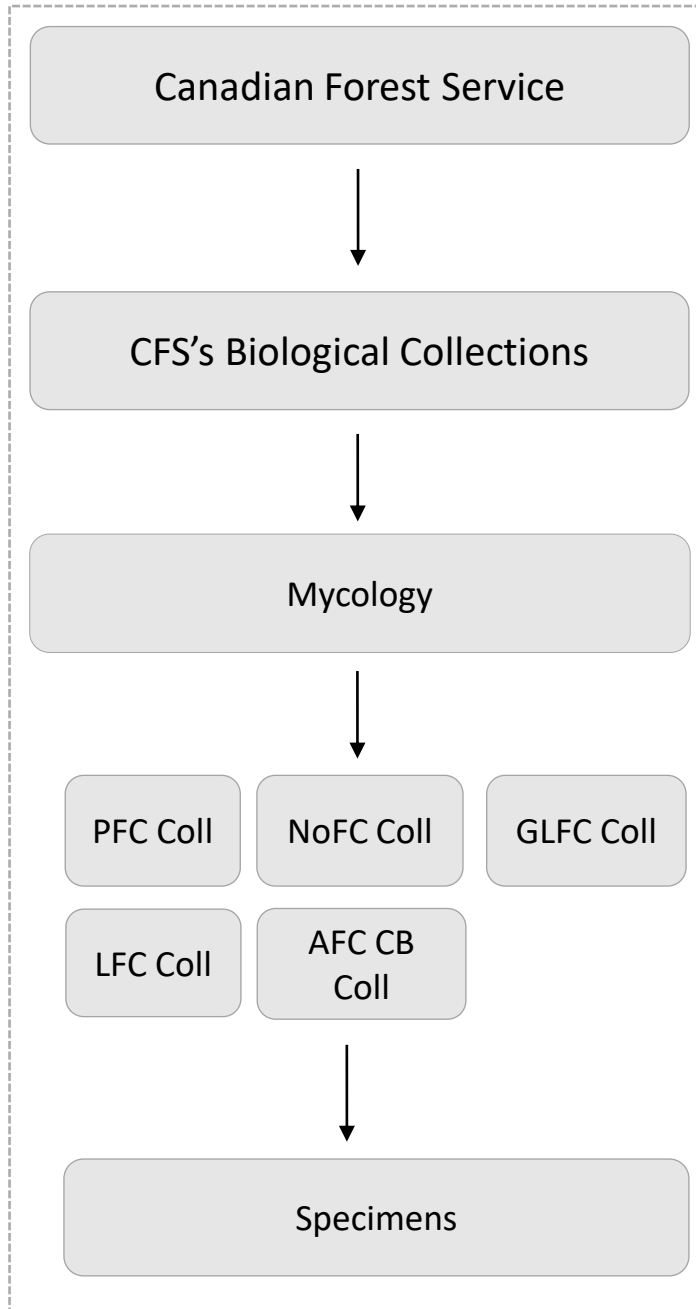 Canadian Forest Service
CFS’s Biological Collections
Mycology
PFC Coll
NoFC Coll
GLFC Coll
LFC Coll
AFC CB
Coll
Specimens